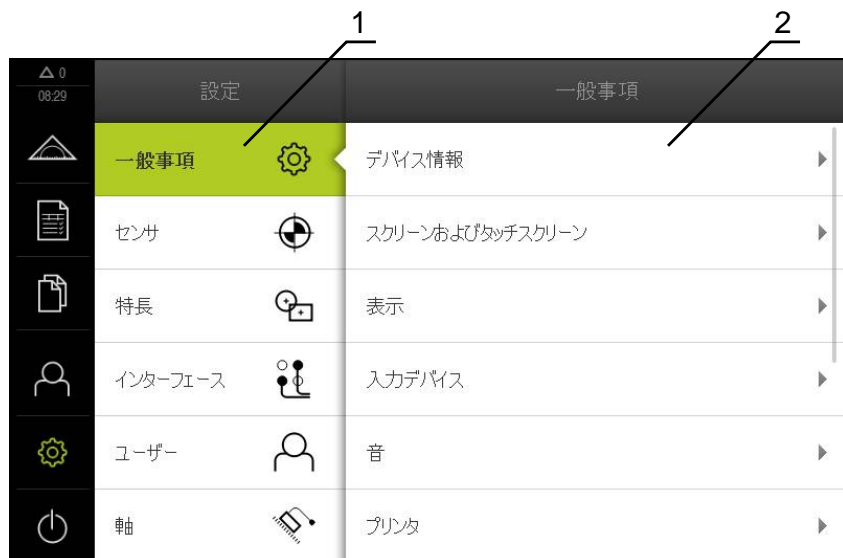 1
2
0
08:29
設定
一般事項
一般事項
デバイス情報
センサ
スクリーンおよびタッチスクリーン
特長
表示
インターフェース
入力デバイス
ユーザー
音
軸
プリンタ